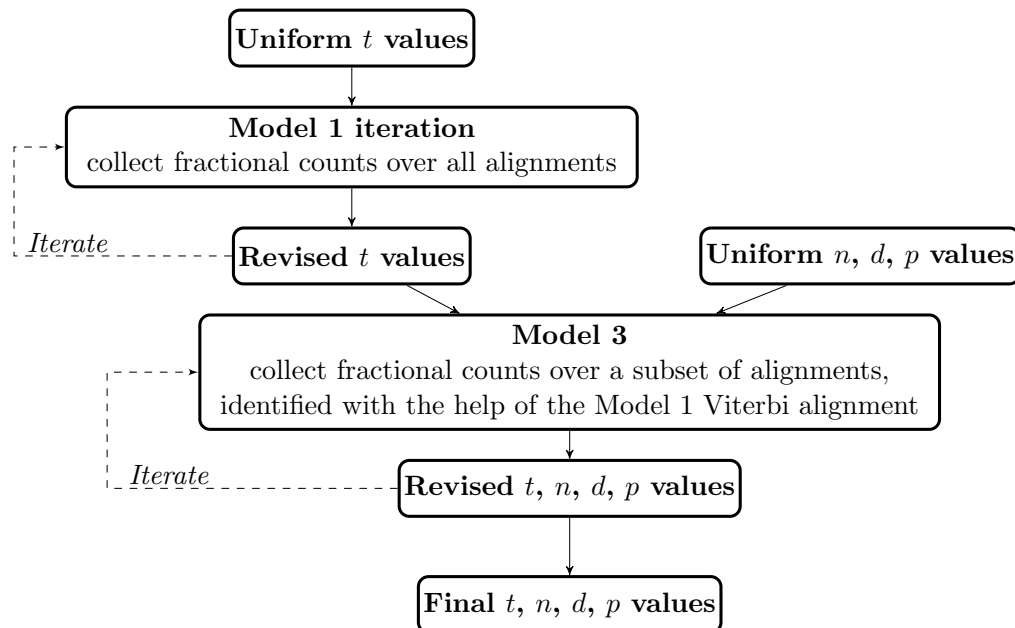 Uniform t values
Model 1 iteration
collect fractional counts over all alignments
Iterate
Revised t values
Uniform n, d, p values
Model 3
collect fractional counts over a subset of alignments,
identified with the help of the Model 1 Viterbi alignment
Iterate
Revised t, n, d, p values
Final t, n, d, p values